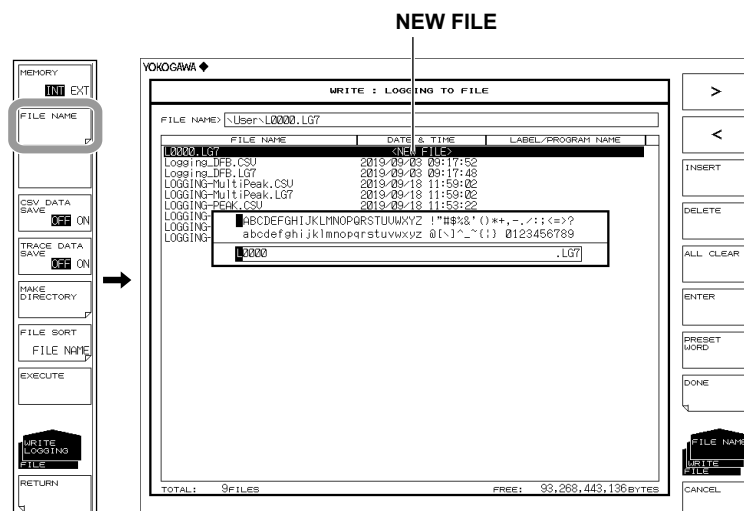 NEW FILE
MEMORY
INT EXT
FILE NAME
CSV DATA
SAVE
OFF ON
TRACE DATA
SAVE
OFF ON
MAKE
DIRECTORY
FILE SORT
FILE NAME
EXECUTE
WRITE
LOGGING
FILE
RETURN
YOKOGAWA
WRITE : LOGGING TO FILE
FILE NAME> \User\L0000.LG7
FILE NAME DATE & TIME LABEL/PROGRAM NAME
L0000.LG7 <NEW FILE>
Logging_DFB.CSV 2019/09/03 09:17:52
Logging_DFB.LG7 2019/09/03 09:17:48
LOGGING-MultiPeak.CSV 2019/09/18 11:59:02
LOGGING-MultiPeak.LG7 2019/09/18 11:59:02
LOGGING-PEAK.CSV 2019/09/18 11:53:22
LOGGING-
LOGGING-
LOGGING-
ABCDEFGHIJKLMNOPQRSTUVWXYZ !"#$%&'()*+,-./:;<=>?
abcdefghijklmnopqrstuvwxyz @[\]^_~{|} 0123456789
L0000 .LG7
TOTAL: 9FILES FREE: 93,268,443,136BYTES
>
<
INSERT
DELETE
ALL CLEAR
ENTER
PRESET
WORD
DONE
FILE NAME
WRITE
FILE
CANCEL